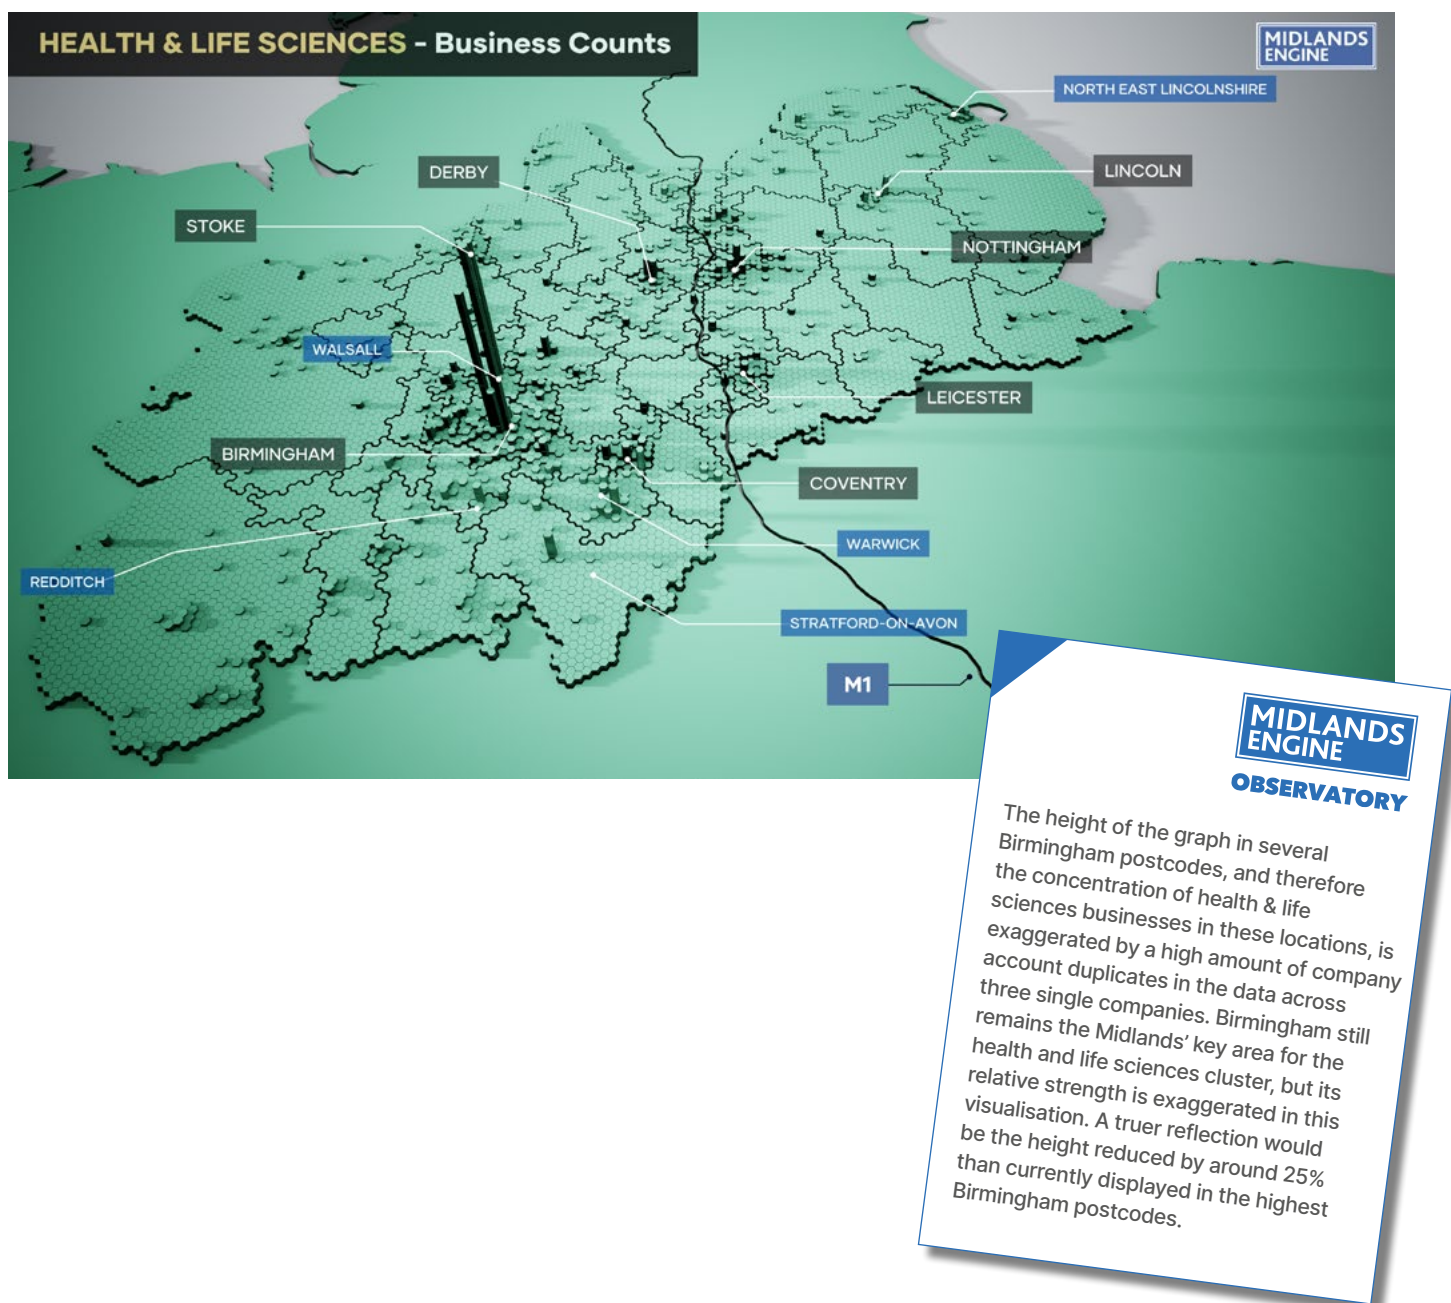 HEALTH & LIFE SCIENCES - Business Counts
MIDLANDS
ENGINE
NORTH EAST LINCOLNSHIRE
DERBY
LINCOLN
STOKE
NOTTINGHAM
WALSALL
LEICESTER
BIRMINGHAM
COVENTRY
WARWICK
REDDITCH
STRATFORD-ON-AVON
M1
MIDLANDS
ENGINE
OBSERVATORY
The height of the graph in several
Birmingham postcodes, and therefore
the concentration of health & life
sciences businesses in these locations, is
exaggerated by a high amount of company
account duplicates in the data across
three single companies. Birmingham still
remains the Midlands' key area for the
health and life sciences cluster, but its
relative strength is exaggerated in this
visualisation. A truer reflection would
be the height reduced by around 25%
than currently displayed in the highest
Birmingham postcodes.